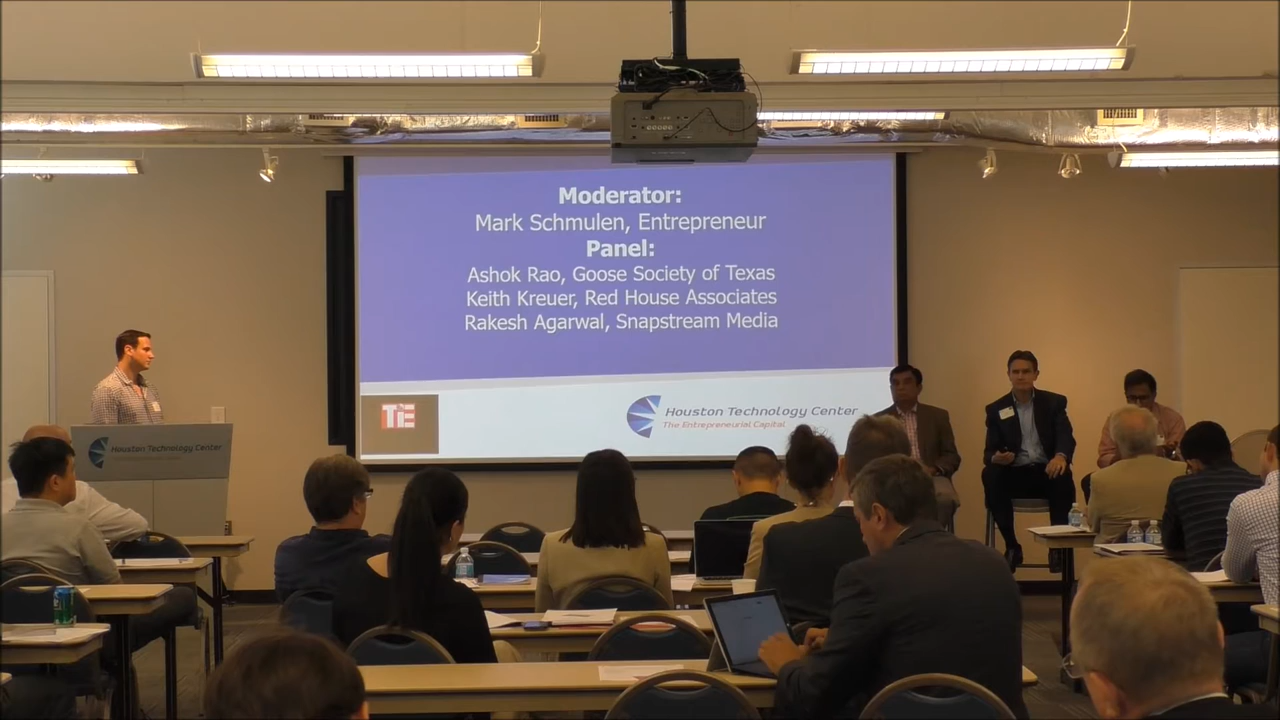 Moderator:
Mark Schmulen, Entrepreneur
Panel:
Ashok Rao, Goose Society of Texas
Keith Kreuer, Red House Associates
Rakesh Agarwal, Snapstream Media
TiE
Houston Technology Center
The Entrepreneurial Capital
Houston Technology Center